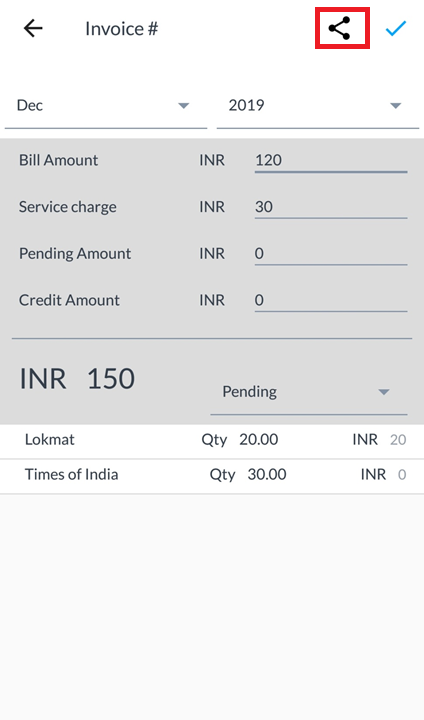 Invoice #
Dec 2019
Bill Amount INR 120
Service charge INR 30
Pending Amount INR 0
Credit Amount INR 0
INR 150
Pending
Lokmat Qty 20.00 INR 20
Times of India Qty 30.00 INR 0